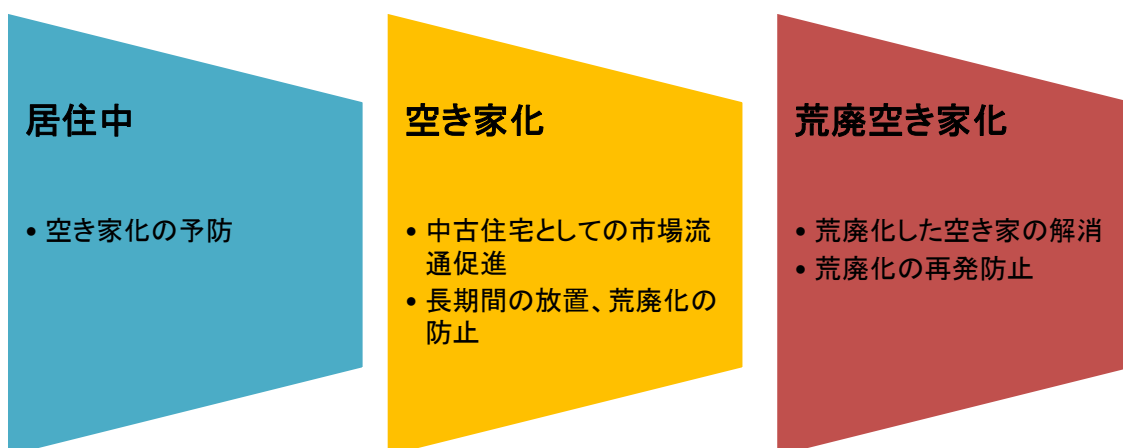 居住中
• 空き家化の予防
空き家化
• 中古住宅としての市場流
通促進
• 長期間の放置、荒廃化の
防止
荒廃空き家化
• 荒廃化した空き家の解消
• 荒廃化の再発防止